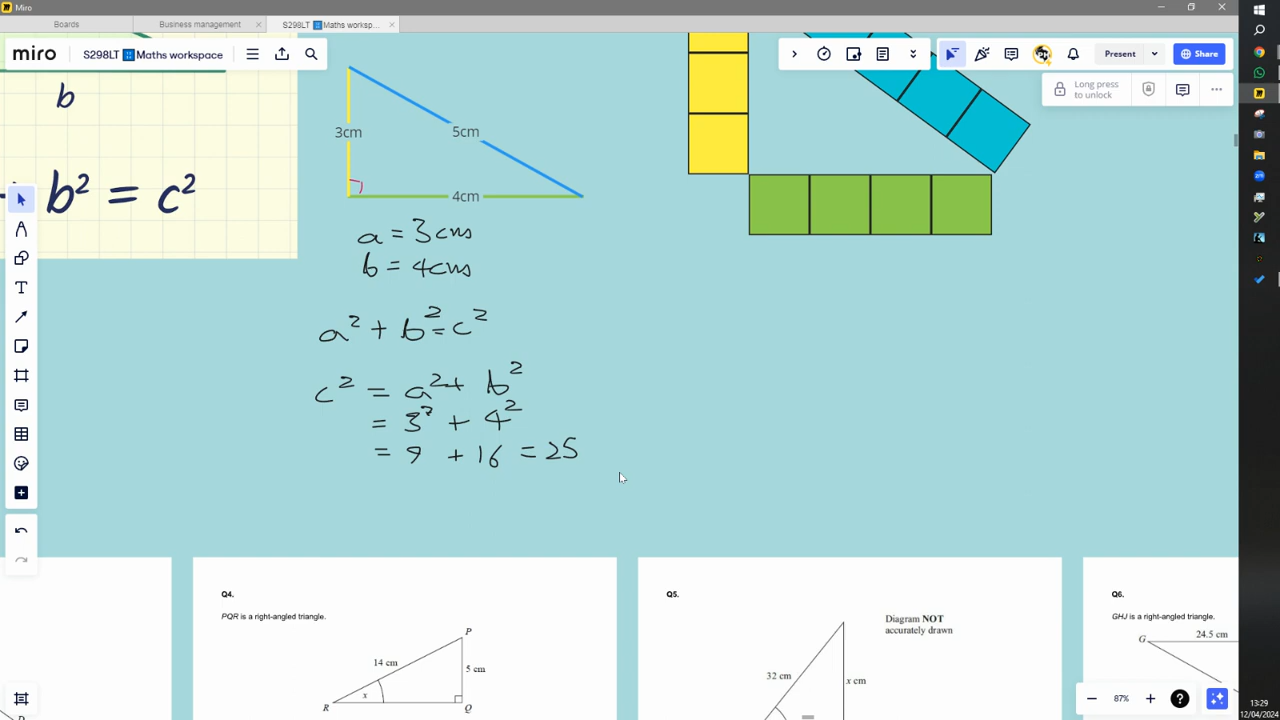 Miro
Boards
Business management
S298LT Maths worksp...
miro
S298LT Maths workspace
Present
Share
Long press
to unlock
b
b² = c²
3cm
5cm
4cm
a = 3cms
b = 4cms
a² + b² = c²
c² = a² + b²
= 3² + 4²
= 9 + 16 = 25
Q4.
PQR is a right-angled triangle.
P
14 cm
5 cm
x
R
Q
Q5.
Diagram NOT
accurately drawn
32 cm
x cm
Q6.
GHJ is a right-angled triangle.
G
24.5 cm
87%
13:29
12/04/2024